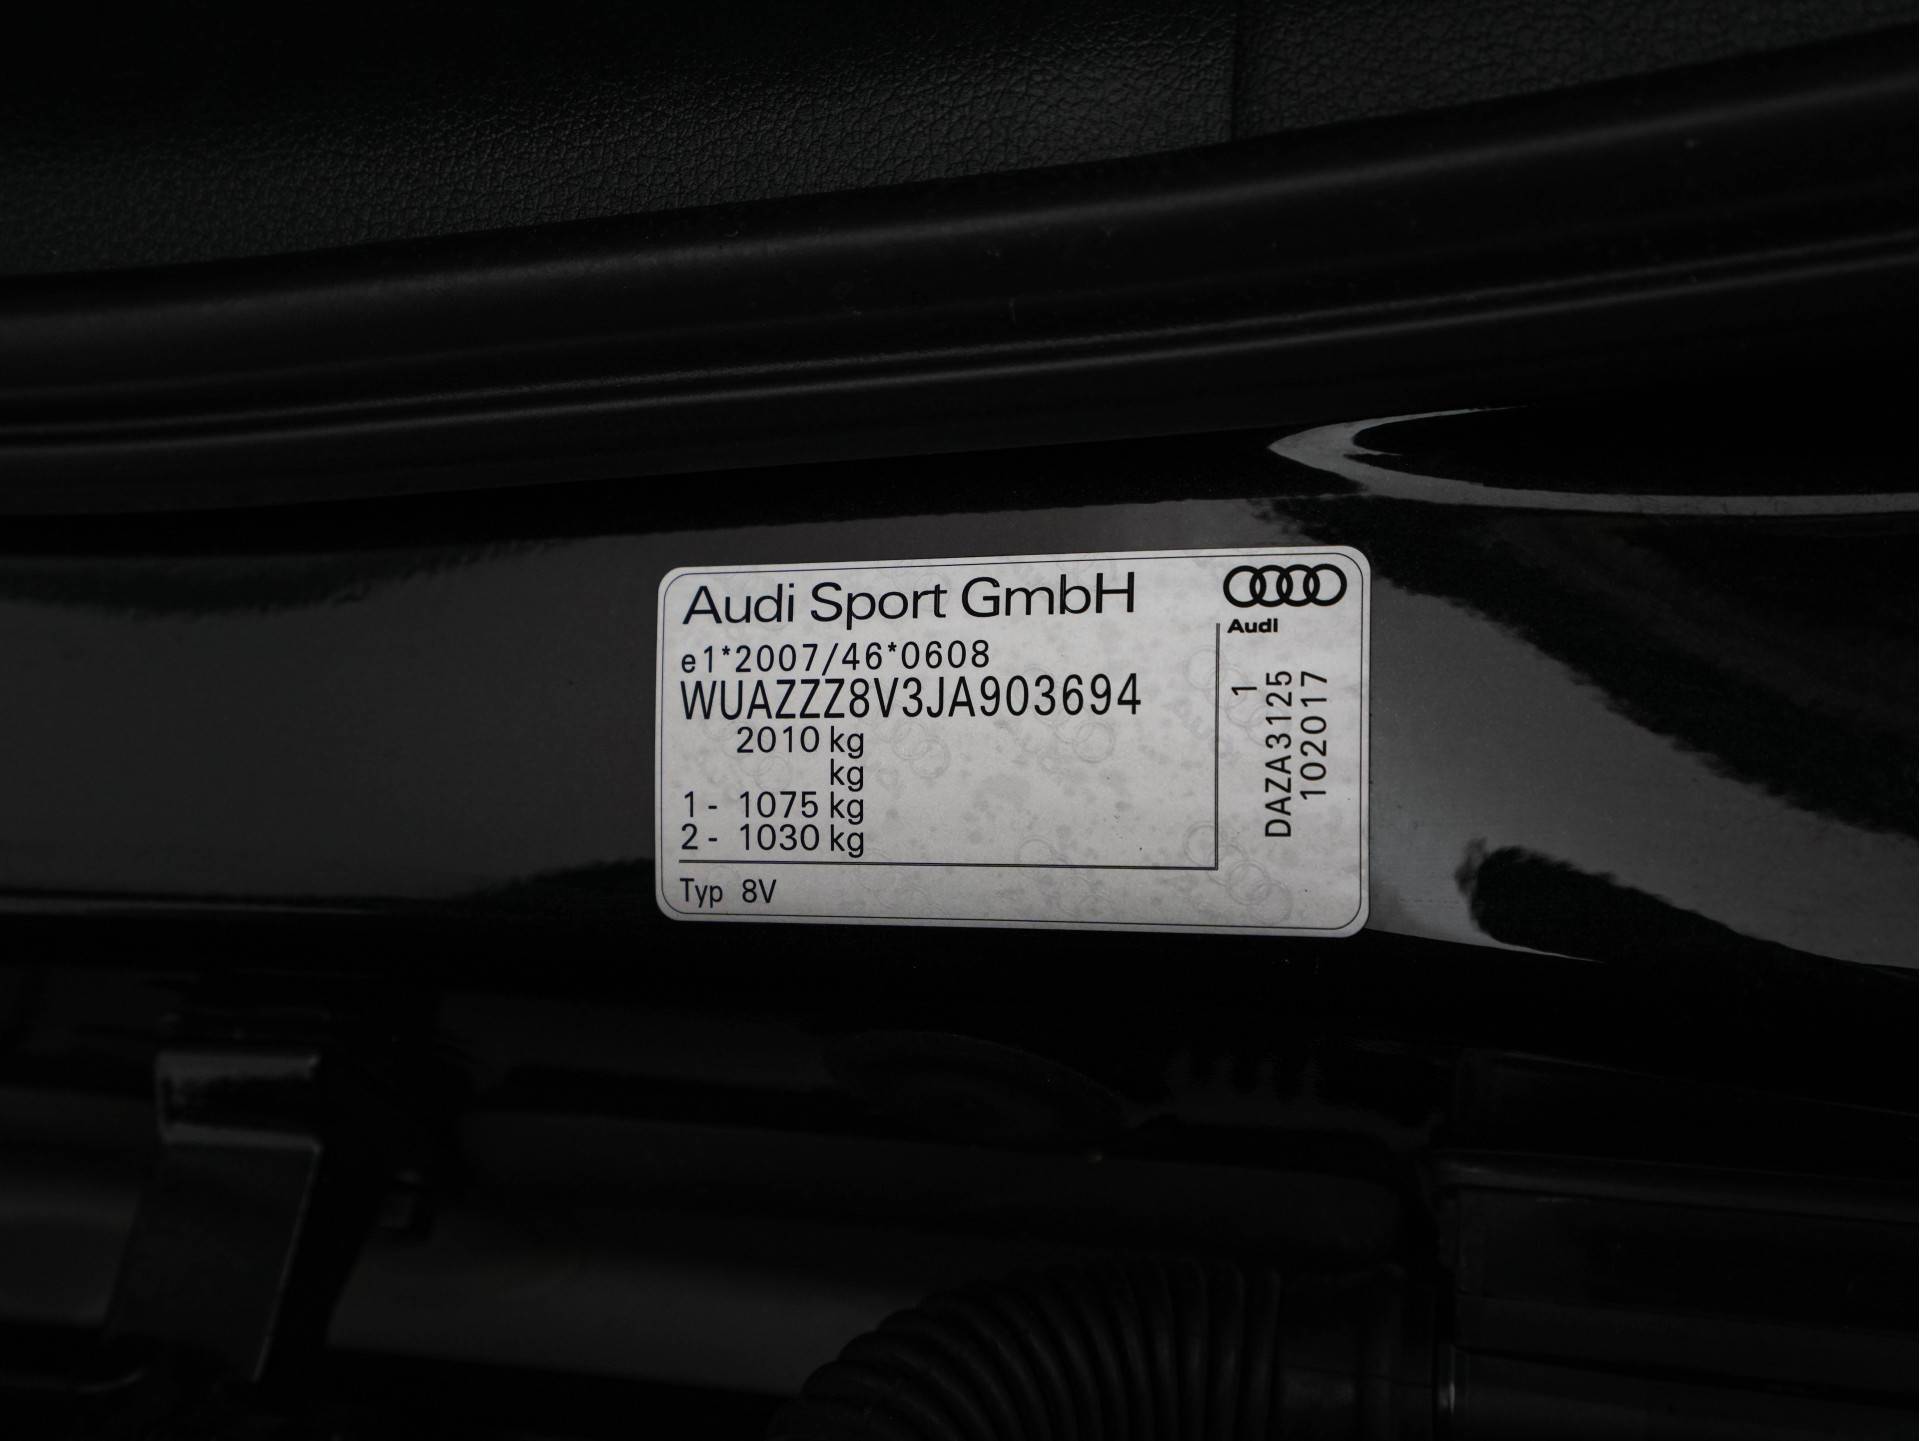 Audi Sport GmbH
e1*2007/46*0608
WUAZZZ8V3JA903694
2010 kg
kg
1 - 1075 kg
2 - 1030 kg
Typ 8V
Audi
1
DAZA3125
102017